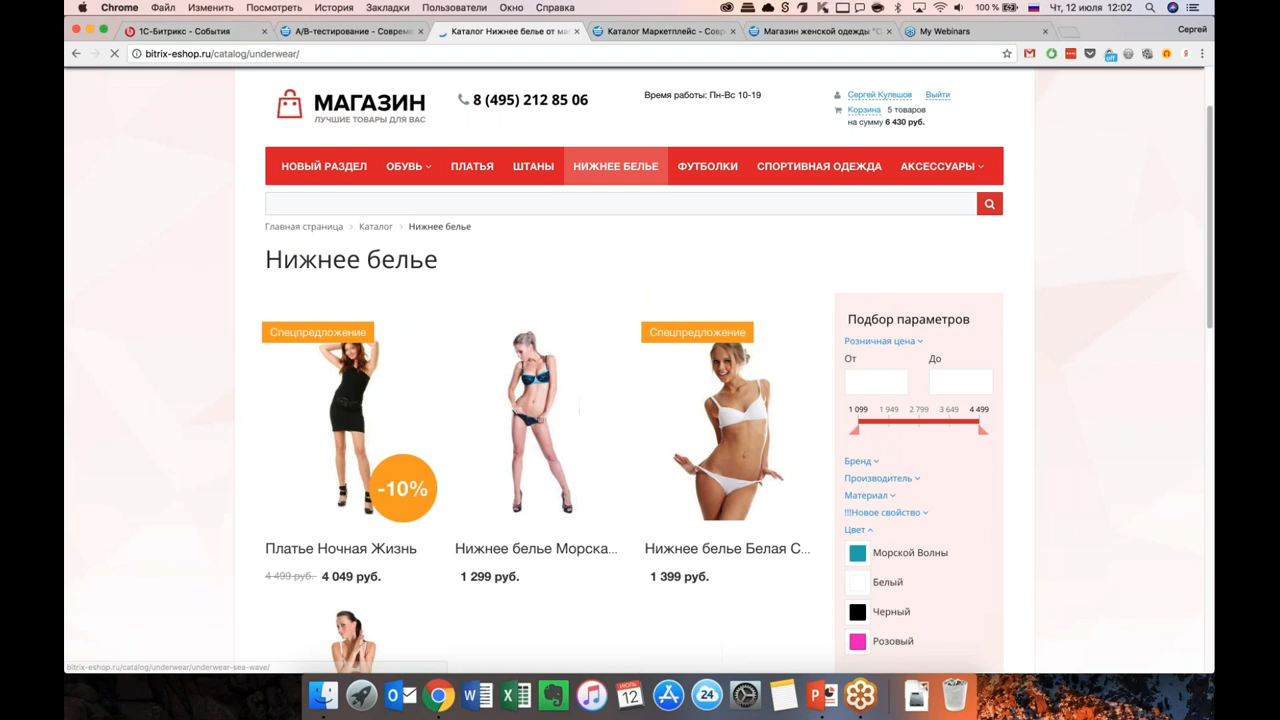 Chrome Файл Изменить Посмотреть История Закладки Пользователи Окно Справка 100 % Чт, 12 июля 12:02
1С-Битрикс - События × A/B-тестирование - Совреме × Каталог Нижнее белье от маг × Каталог Маркетплейс - Совр × Магазин женской одежды "С × My Webinars × Сергей
bitrix-eshop.ru/catalog/underwear/ off
МАГАЗИН
ЛУЧШИЕ ТОВАРЫ ДЛЯ ВАС
8 (495) 212 85 06
Время работы: Пн-Вс 10-19
Сергей Кулешов Выйти
Корзина 5 товаров
на сумму 6 430 руб.
НОВЫЙ РАЗДЕЛ ОБУВЬ ПЛАТЬЯ ШТАНЫ НИЖНЕЕ БЕЛЬЕ ФУТБОЛКИ СПОРТИВНАЯ ОДЕЖДА АКСЕССУАРЫ
Главная страница › Каталог › Нижнее белье
Нижнее белье
Спецпредложение
-10%
Платье Ночная Жизнь
4 499 руб. 4 049 руб.
Нижнее белье Морска...
1 299 руб.
Спецпредложение
Нижнее белье Белая С...
1 399 руб.
Подбор параметров
Розничная цена
От До
1 099 1 949 2 799 3 649 4 499
Бренд
Производитель
Материал
!!!Новое свойство
Цвет
Морской Волны
Белый
Черный
Розовый
bitrix-eshop.ru/catalog/underwear/underwear-sea-wave/
ИЮЛЬ
12
24